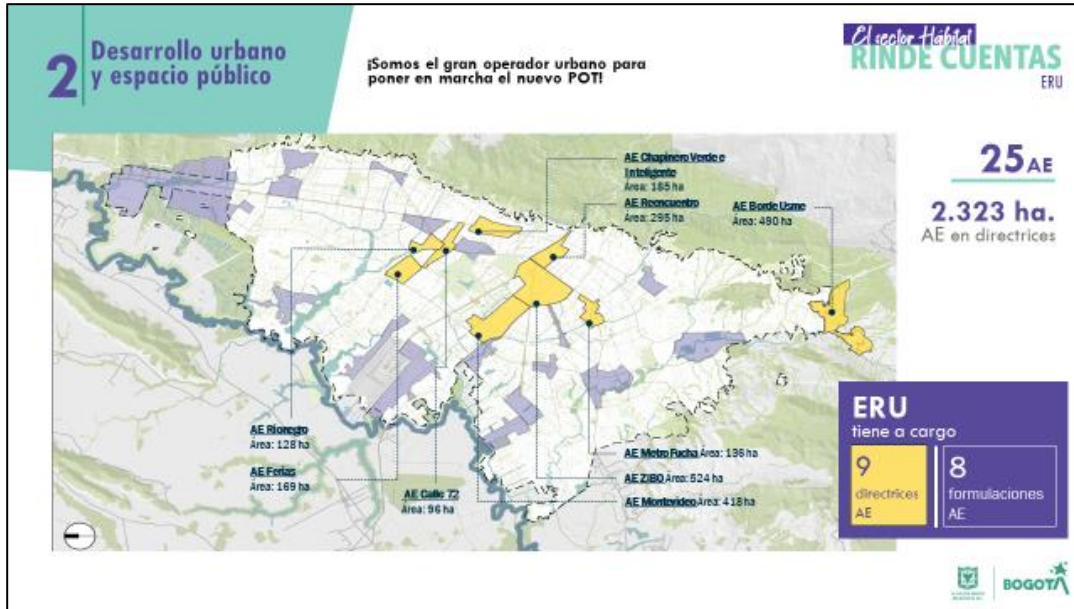 2
Desarrollo urbano
y espacio público
¡Somos el gran operador urbano para
poner en marcha el nuevo POT!
El sector Hábitat
RINDE CUENTAS
ERU
AE Chapinero Verde e
Inteligente
Área: 185 ha
AE Reencuentro
Área: 295 ha
AE Borde Usme
Área: 490 ha
25 AE
2.323 ha.
AE en directrices
AE Rionegro
Área: 128 ha
AE Ferias
Área: 169 ha
AE Calle 72
Área: 96 ha
AE Metro Fucha Área: 136 ha
AE ZIBO Área: 524 ha
AE Montevideo Área: 418 ha
ERU
tiene a cargo
9
directrices
AE
8
formulaciones
AE
BOGOTÁ